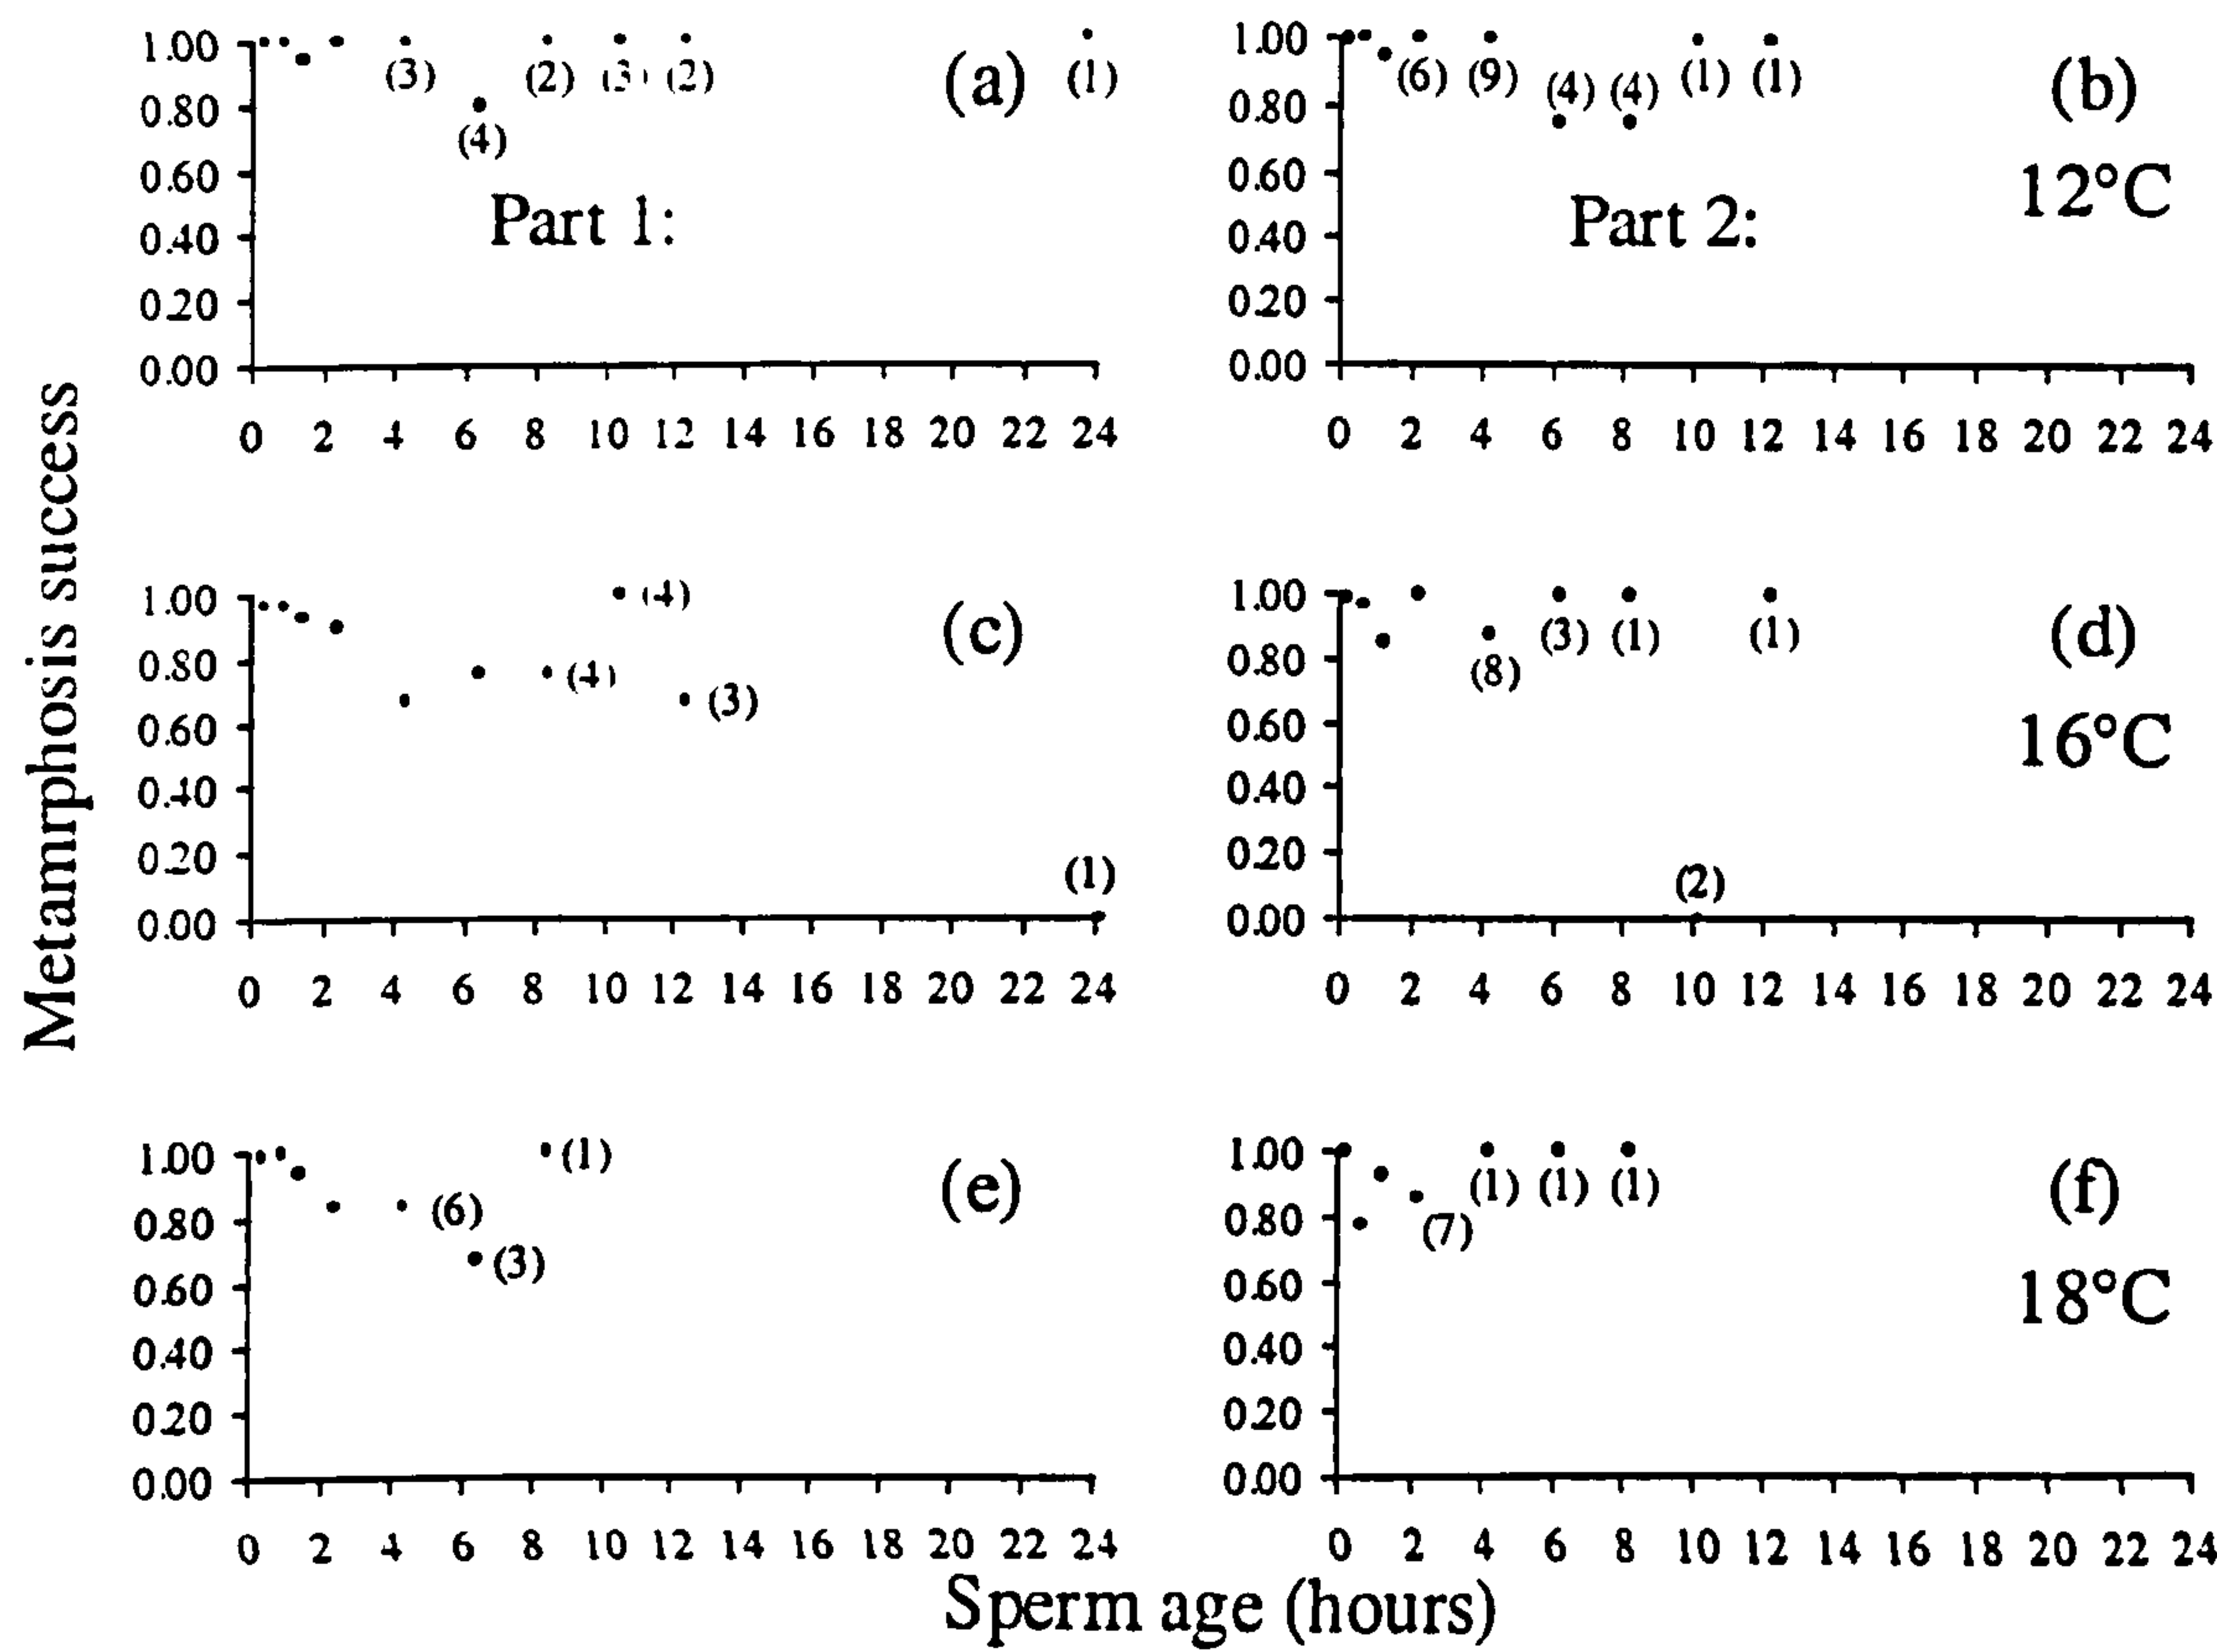 1.00 (3) (2) (3) (2) (a) (1)
0.80 (4)
0.60
0.40 Part 1:
0.20
0.00
0 2 4 6 8 10 12 14 16 18 20 22 24
1.00 (6) (9) (4) (4) (1) (1) (b)
0.80
0.60 12°C
0.40 Part 2:
0.20
0.00
0 2 4 6 8 10 12 14 16 18 20 22 24
Metamrphosis success
1.00 (4) (c)
0.80 (4)
0.60 (3)
0.40
0.20 (1)
0.00
0 2 4 6 8 10 12 14 16 18 20 22 24
1.00 (3) (1) (1) (d)
0.80 (8)
0.60 16°C
0.40
0.20 (2)
0.00
0 2 4 6 8 10 12 14 16 18 20 22 24
1.00 (1) (e)
0.80 (6)
0.60 (3)
0.40
0.20
0.00
0 2 4 6 8 10 12 14 16 18 20 22 24
1.00 (1) (1) (1) (f)
0.80 (7)
0.60 18°C
0.40
0.20
0.00
0 2 4 6 8 10 12 14 16 18 20 22 24
Sperm age (hours)